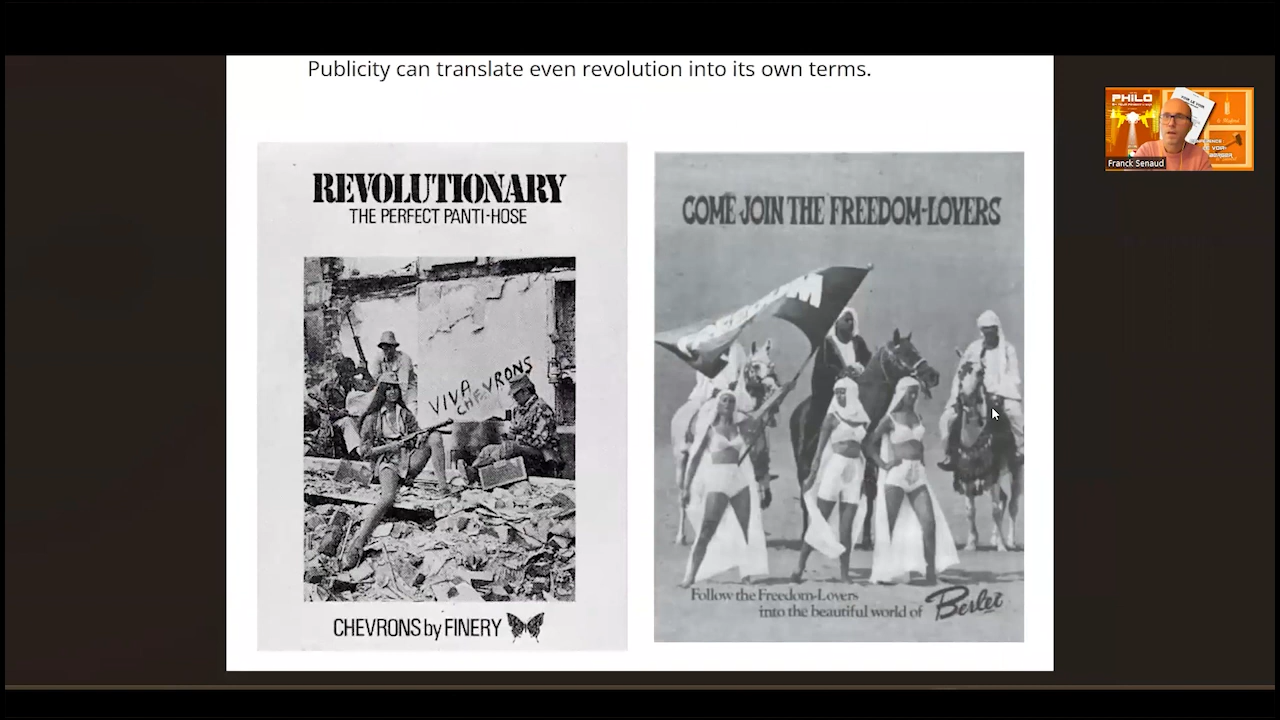 Publicity can translate even revolution into its own terms.
REVOLUTIONARY
THE PERFECT PANTI-HOSE
VIVA
CHEVRONS
CHEVRONS by FINERY
COME JOIN THE FREEDOM-LOVERS
Follow the Freedom-Lovers
into the beautiful world of Berlei
PHILO
Franck Senaud